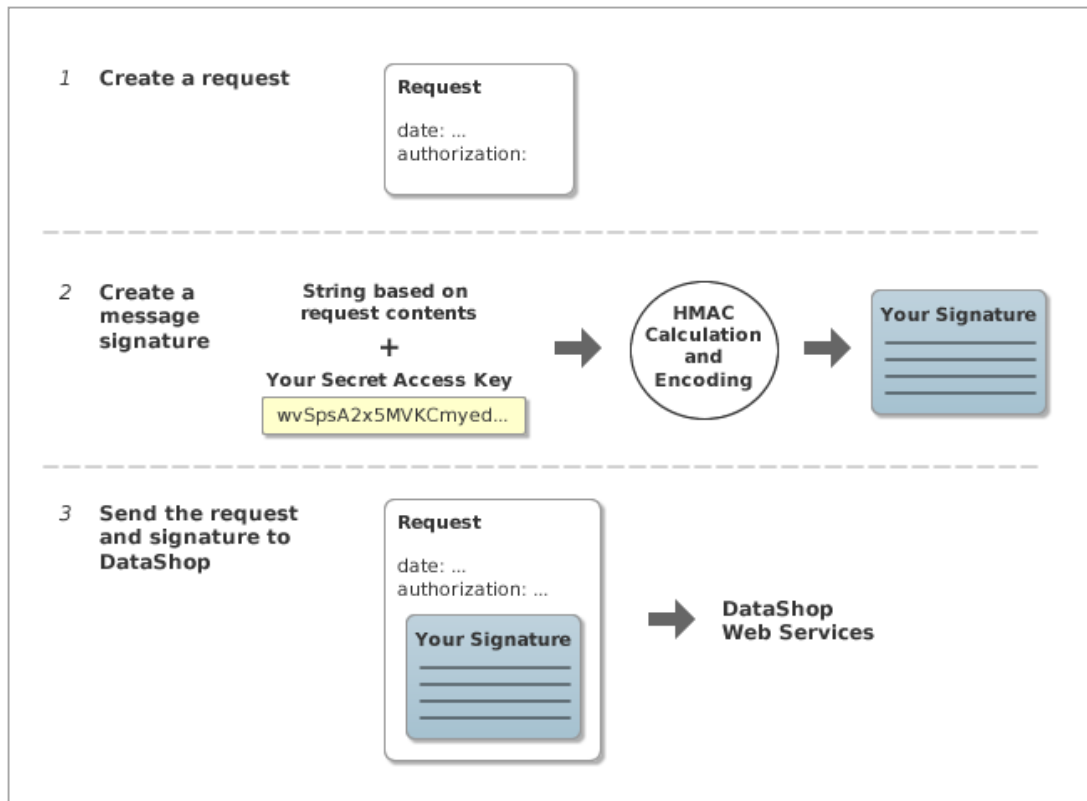 1 Create a request
Request
date: ...
authorization:
2 Create a
message
signature
String based on
request contents
+
Your Secret Access Key
wvSpsA2x5MVKCmyed...
HMAC
Calculation
and
Encoding
Your Signature
3 Send the request
and signature to
DataShop
Request
date: ...
authorization: ...
Your Signature
DataShop
Web Services